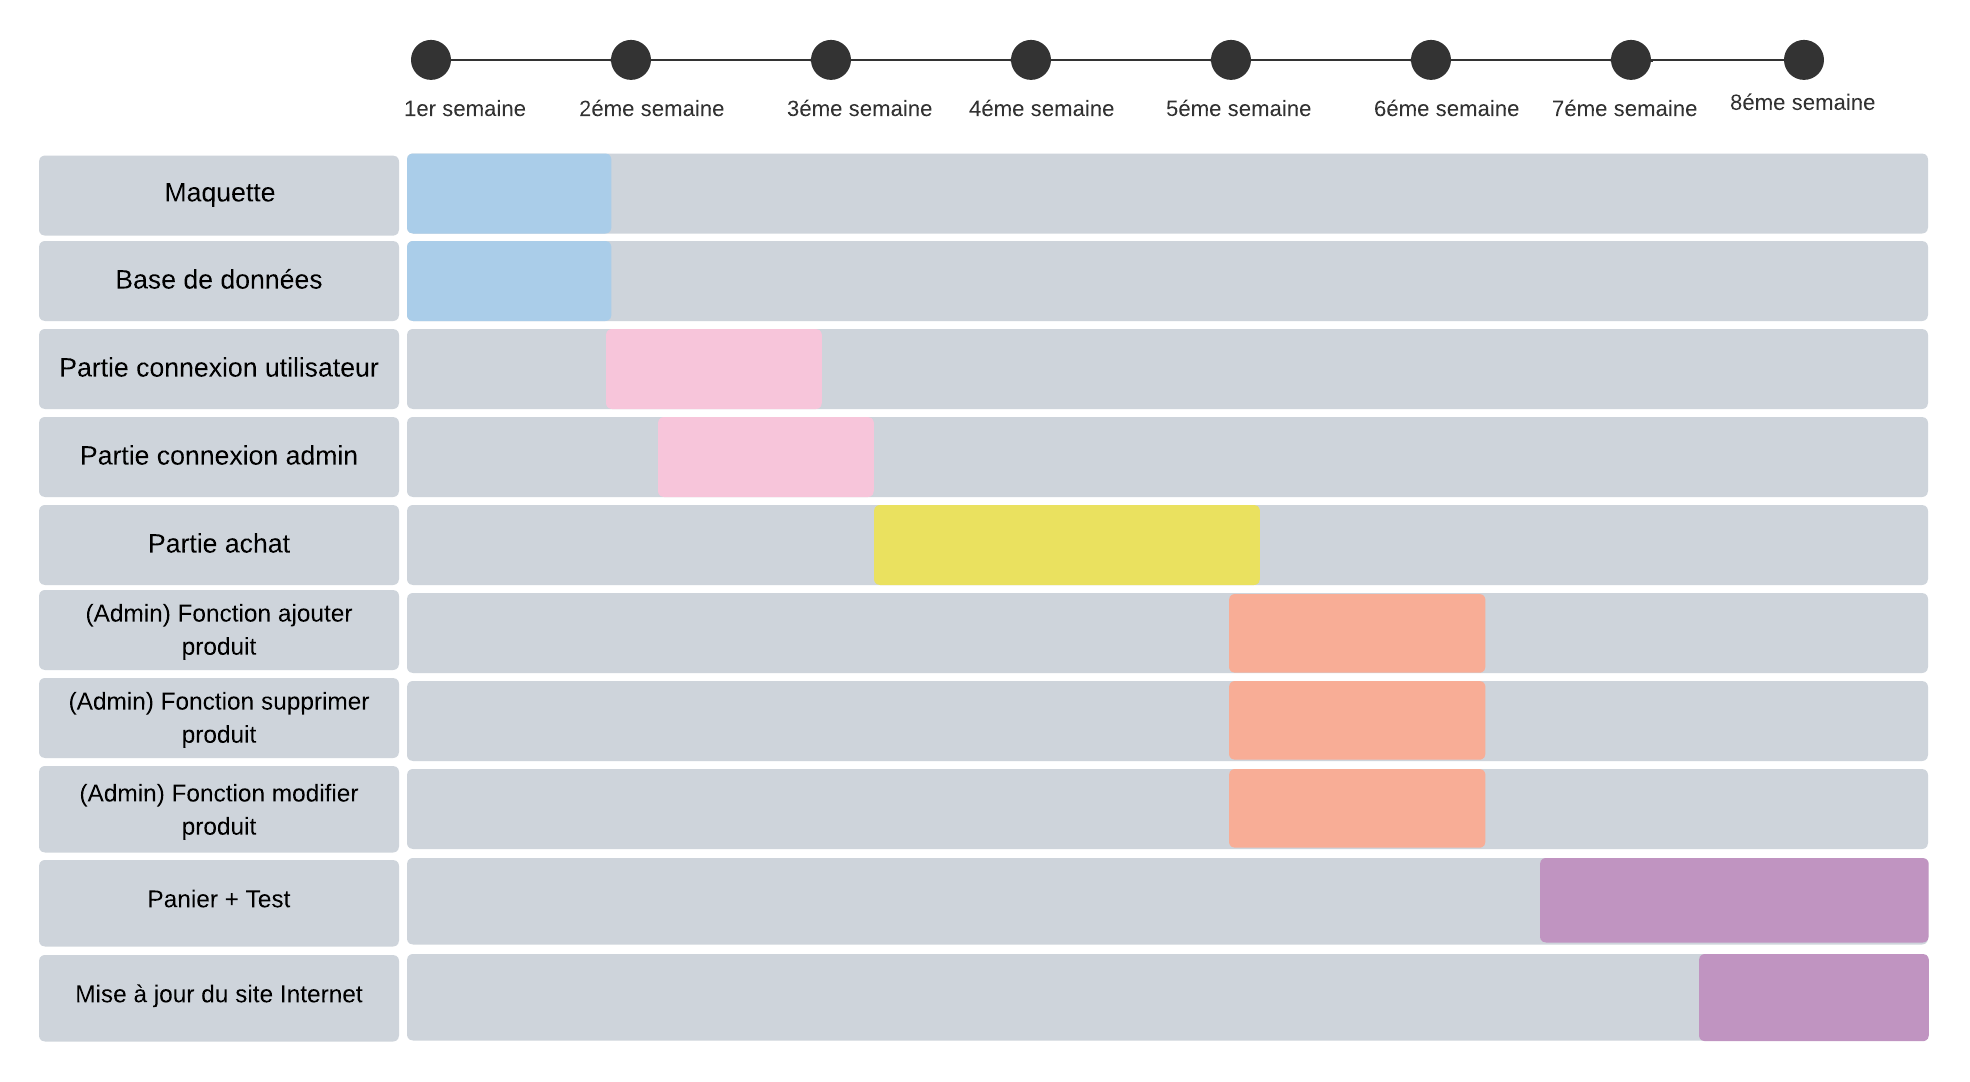 1er semaine
2éme semaine
3éme semaine
4éme semaine
5éme semaine
6éme semaine
7éme semaine
8éme semaine
Maquette
Base de données
Partie connexion utilisateur
Partie connexion admin
Partie achat
(Admin) Fonction ajouter
produit
(Admin) Fonction supprimer
produit
(Admin) Fonction modifier
produit
Panier + Test
Mise à jour du site Internet